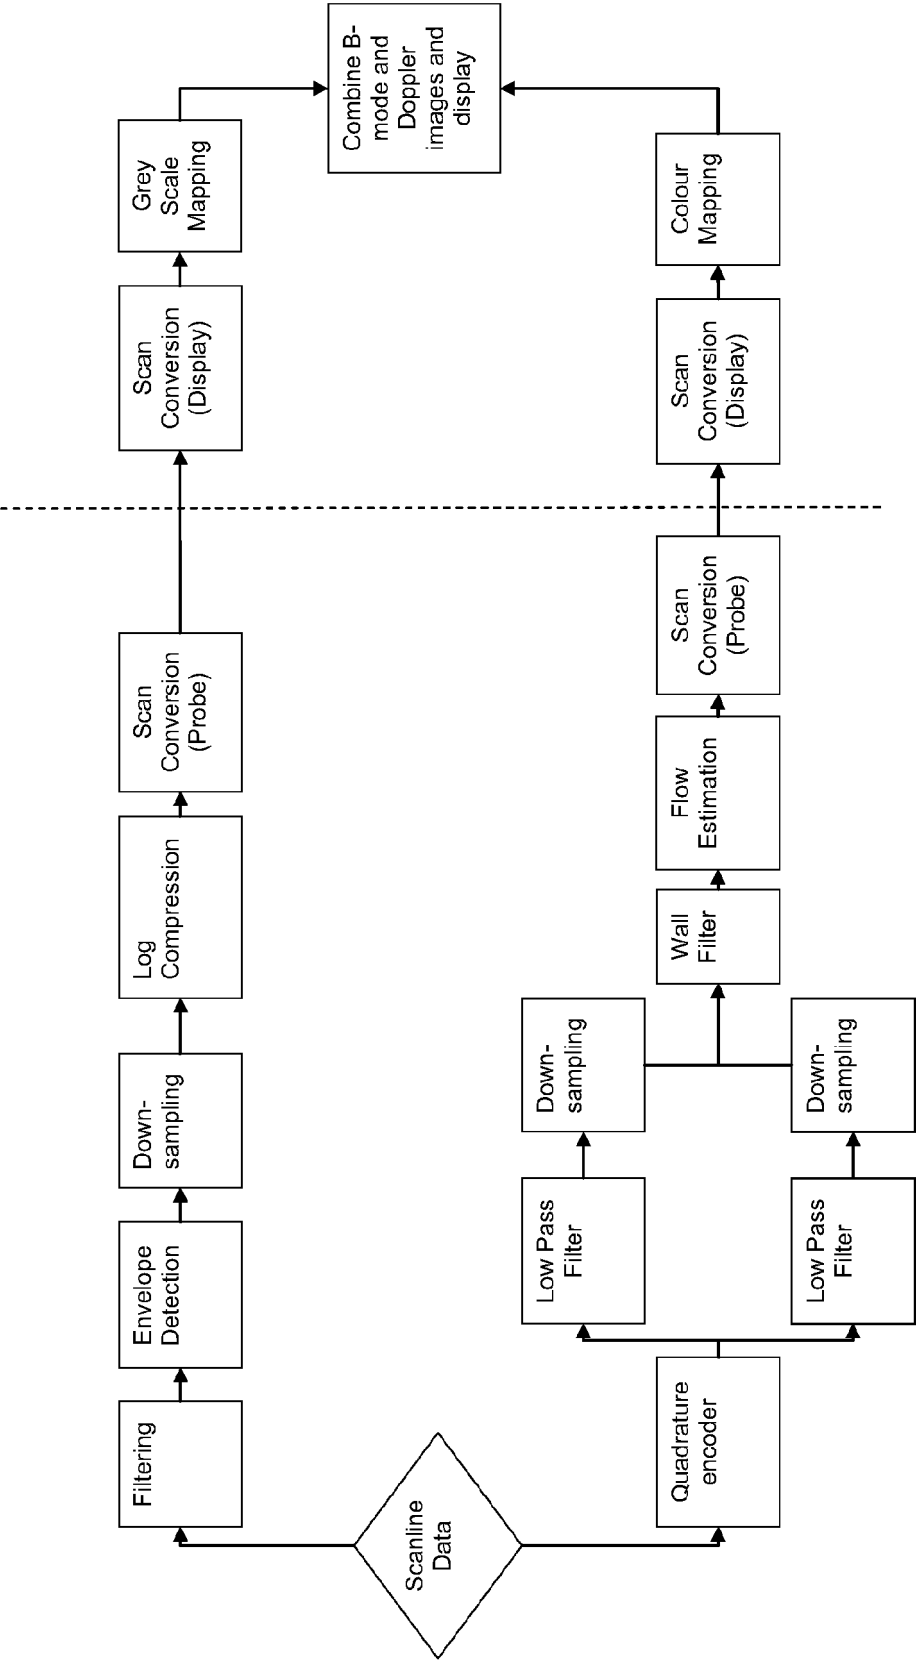 Scanline
Data
Filtering
Envelope
Detection
Down-
sampling
Log
Compression
Scan
Conversion
(Probe)
Scan
Conversion
(Display)
Grey
Scale
Mapping
Combine B-
mode and
Doppler
images and
display
Quadrature
encoder
Low Pass
Filter
Down-
sampling
Low Pass
Filter
Down-
sampling
Wall
Filter
Flow
Estimation
Scan
Conversion
(Probe)
Scan
Conversion
(Display)
Colour
Mapping